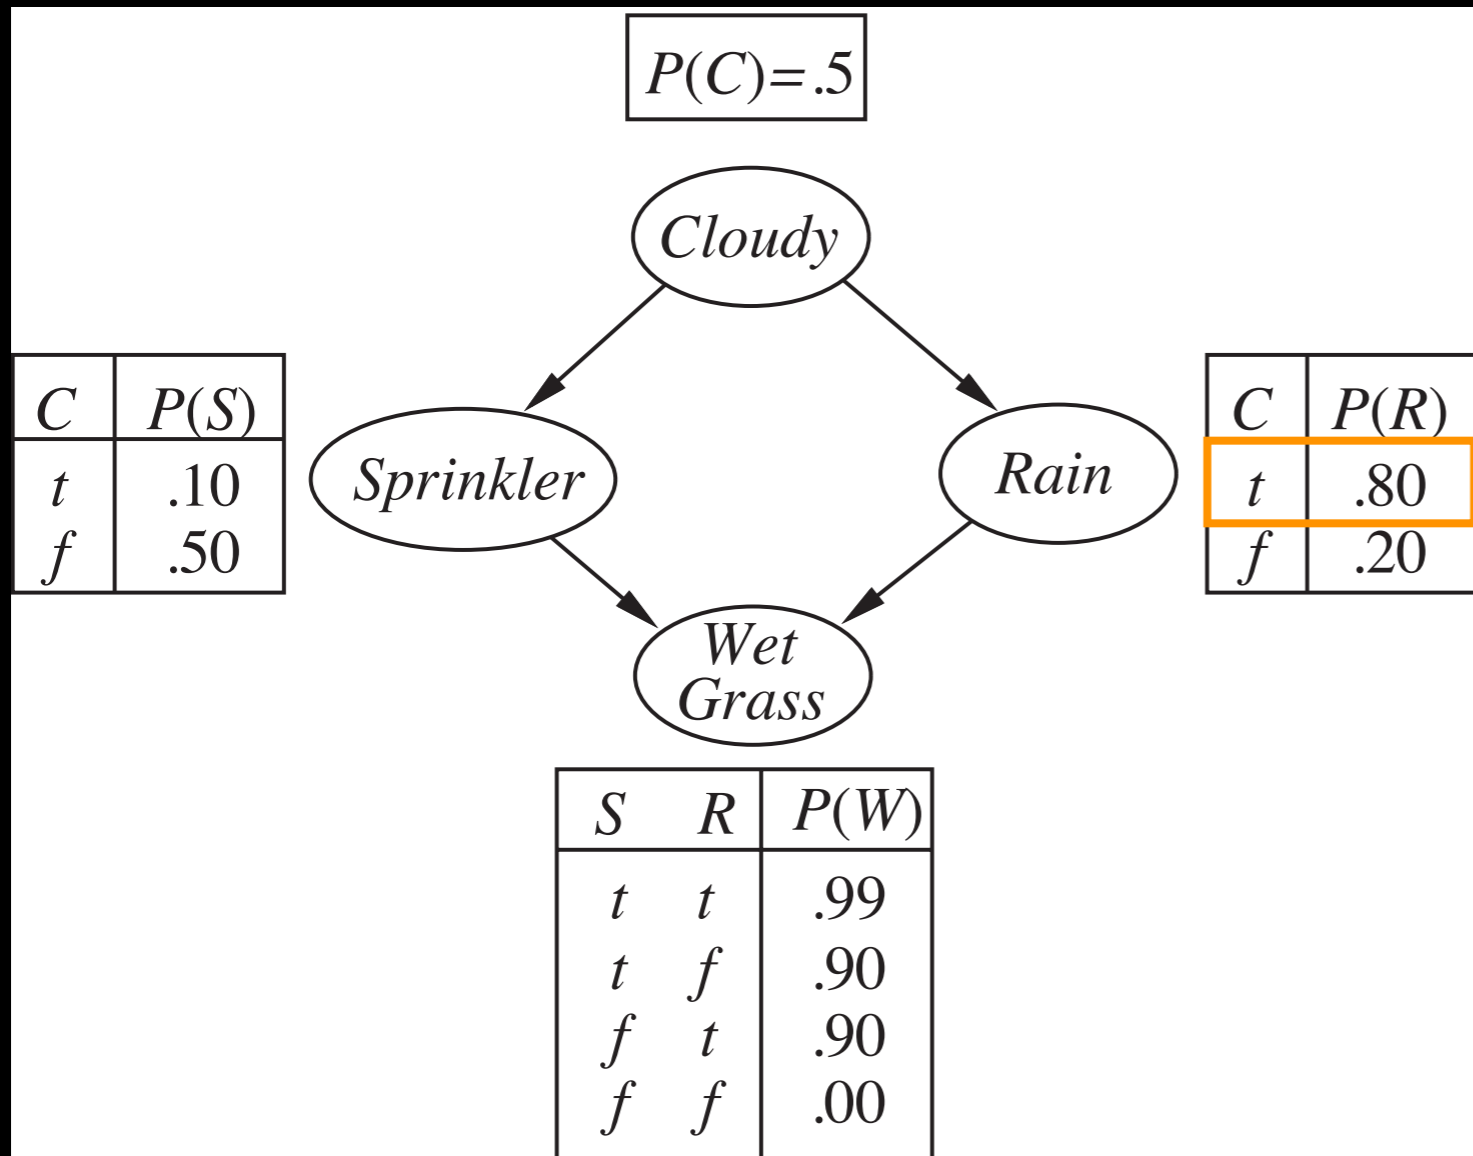 P(C)=.5
Cloudy
C P(S)
t .10
f .50
Sprinkler
Rain
C P(R)
t .80
f .20
Wet
Grass
S R P(W)
t t .99
t f .90
f t .90
f f .00